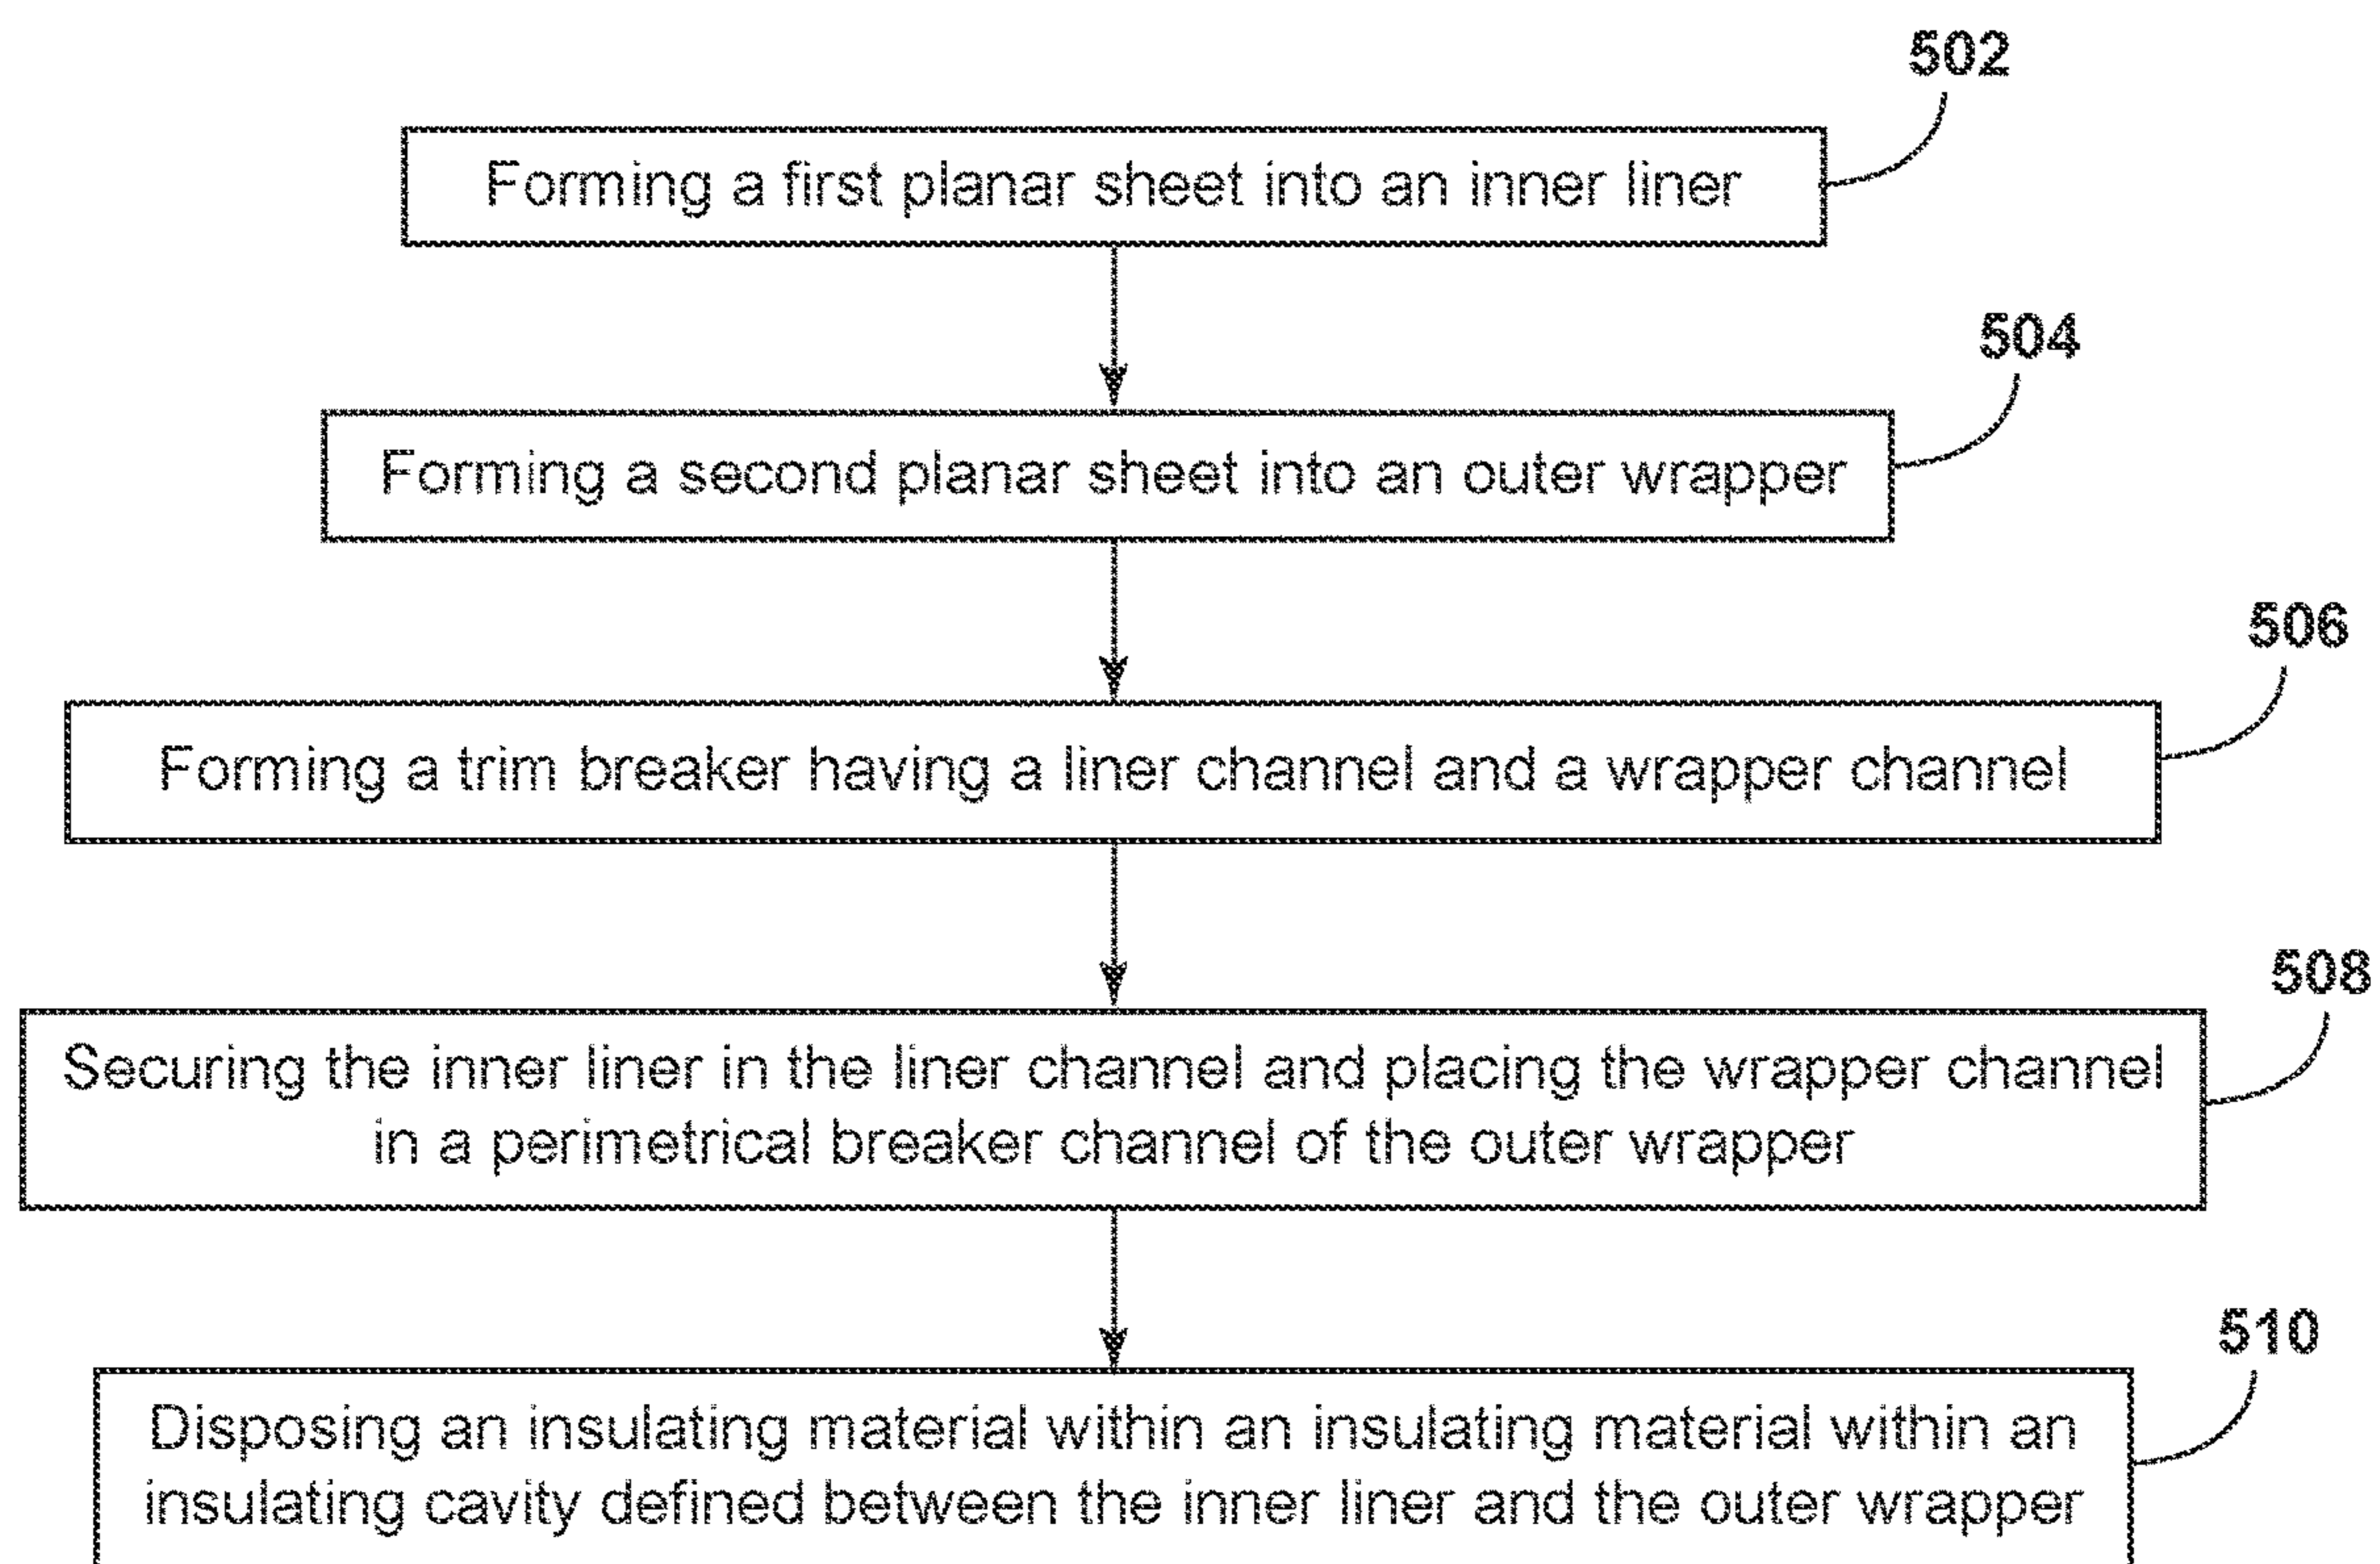 502
Forming a first planar sheet into an inner liner
504
Forming a second planar sheet into an outer wrapper
506
Forming a trim breaker having a liner channel and a wrapper channel
508
Securing the inner liner in the liner channel and placing the wrapper channel
in a perimetrical breaker channel of the outer wrapper
510
Disposing an insulating material within an insulating material within an
insulating cavity defined between the inner liner and the outer wrapper